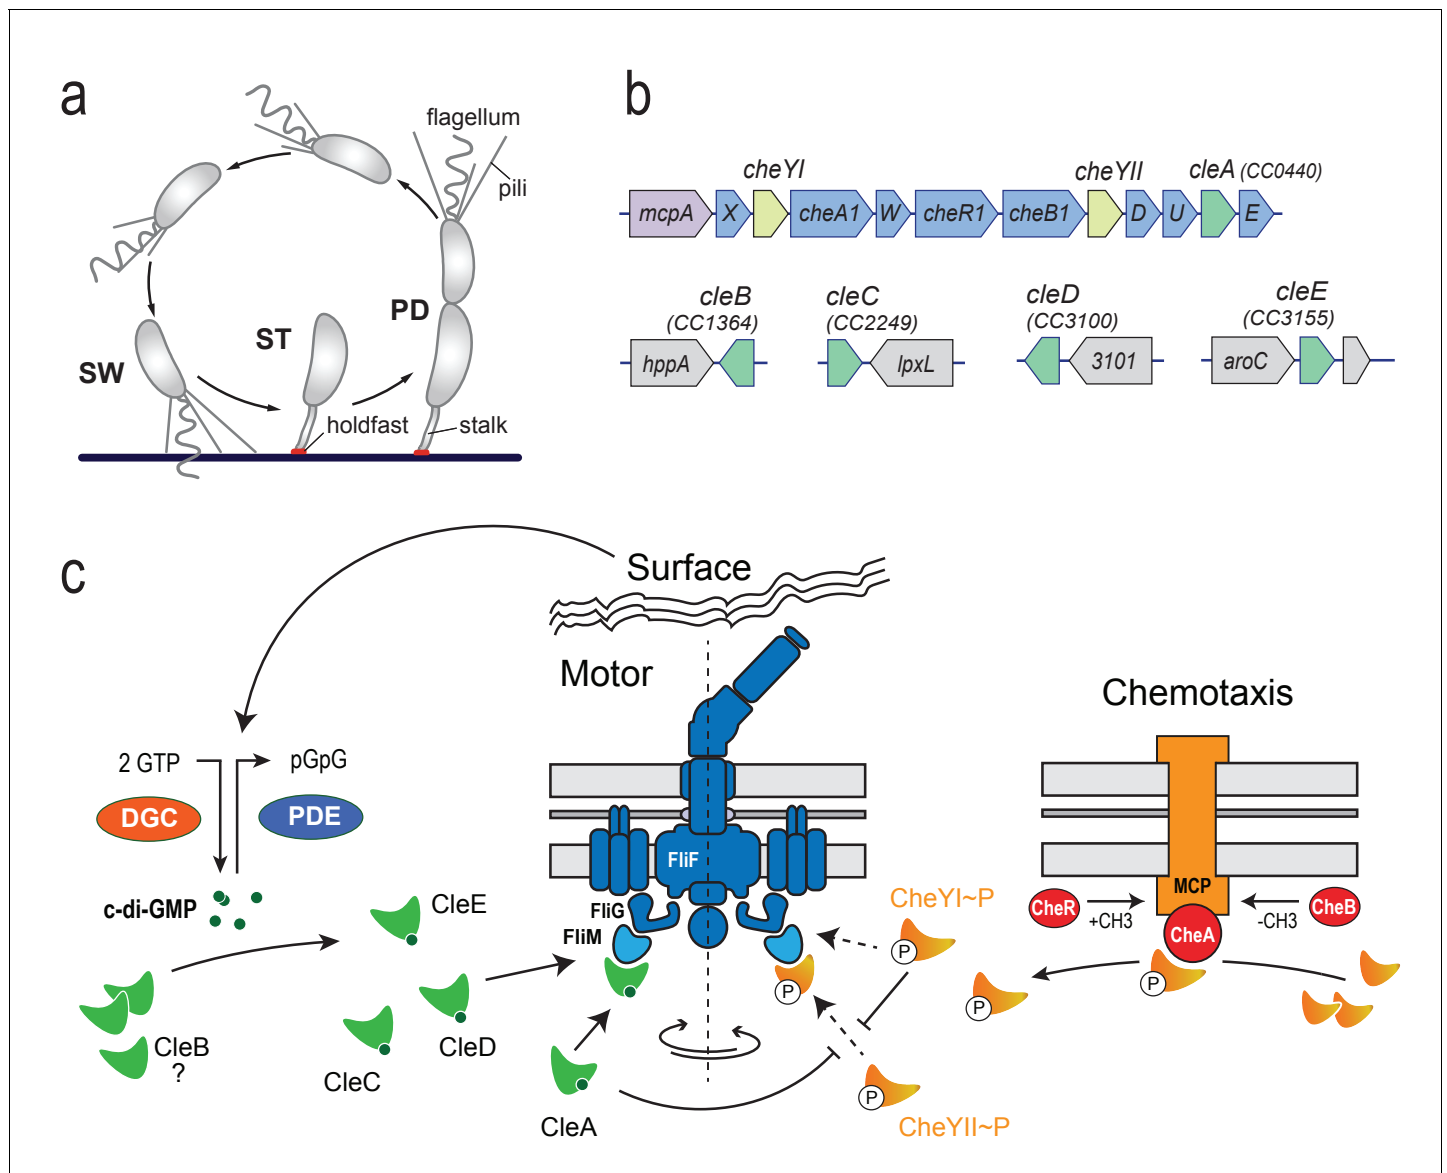 a
flagellum
pili
PD
ST
SW
holdfast
stalk
b
cheYI
cheYII
cleA (CC0440)
mcpA
X
cheA1
W
cheR1
cheB1
D
U
E
cleB
(CC1364)
hppA
cleC
(CC2249)
lpxL
cleD
(CC3100)
3101
cleE
(CC3155)
aroC
c
Surface
Motor
Chemotaxis
2 GTP
pGpG
DGC
PDE
c-di-GMP
CleE
CleB
?
CleC
CleD
CleA
FliF
FliG
FliM
CheYI~P
P
P
P
CheYII~P
MCP
CheR
+CH3
CheA
-CH3
CheB
P
P